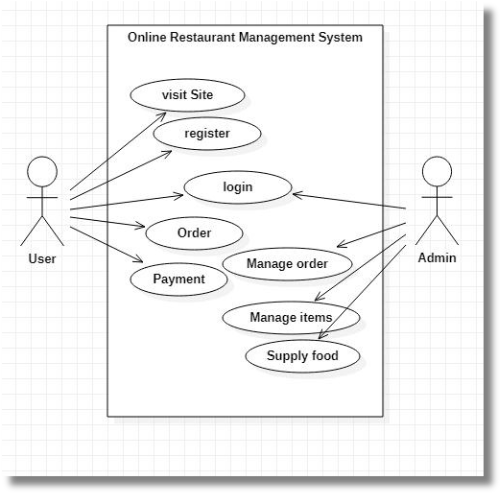 Online Restaurant Management System
visit Site
register
login
Order
Manage order
Payment
Manage items
Supply food
User
Admin